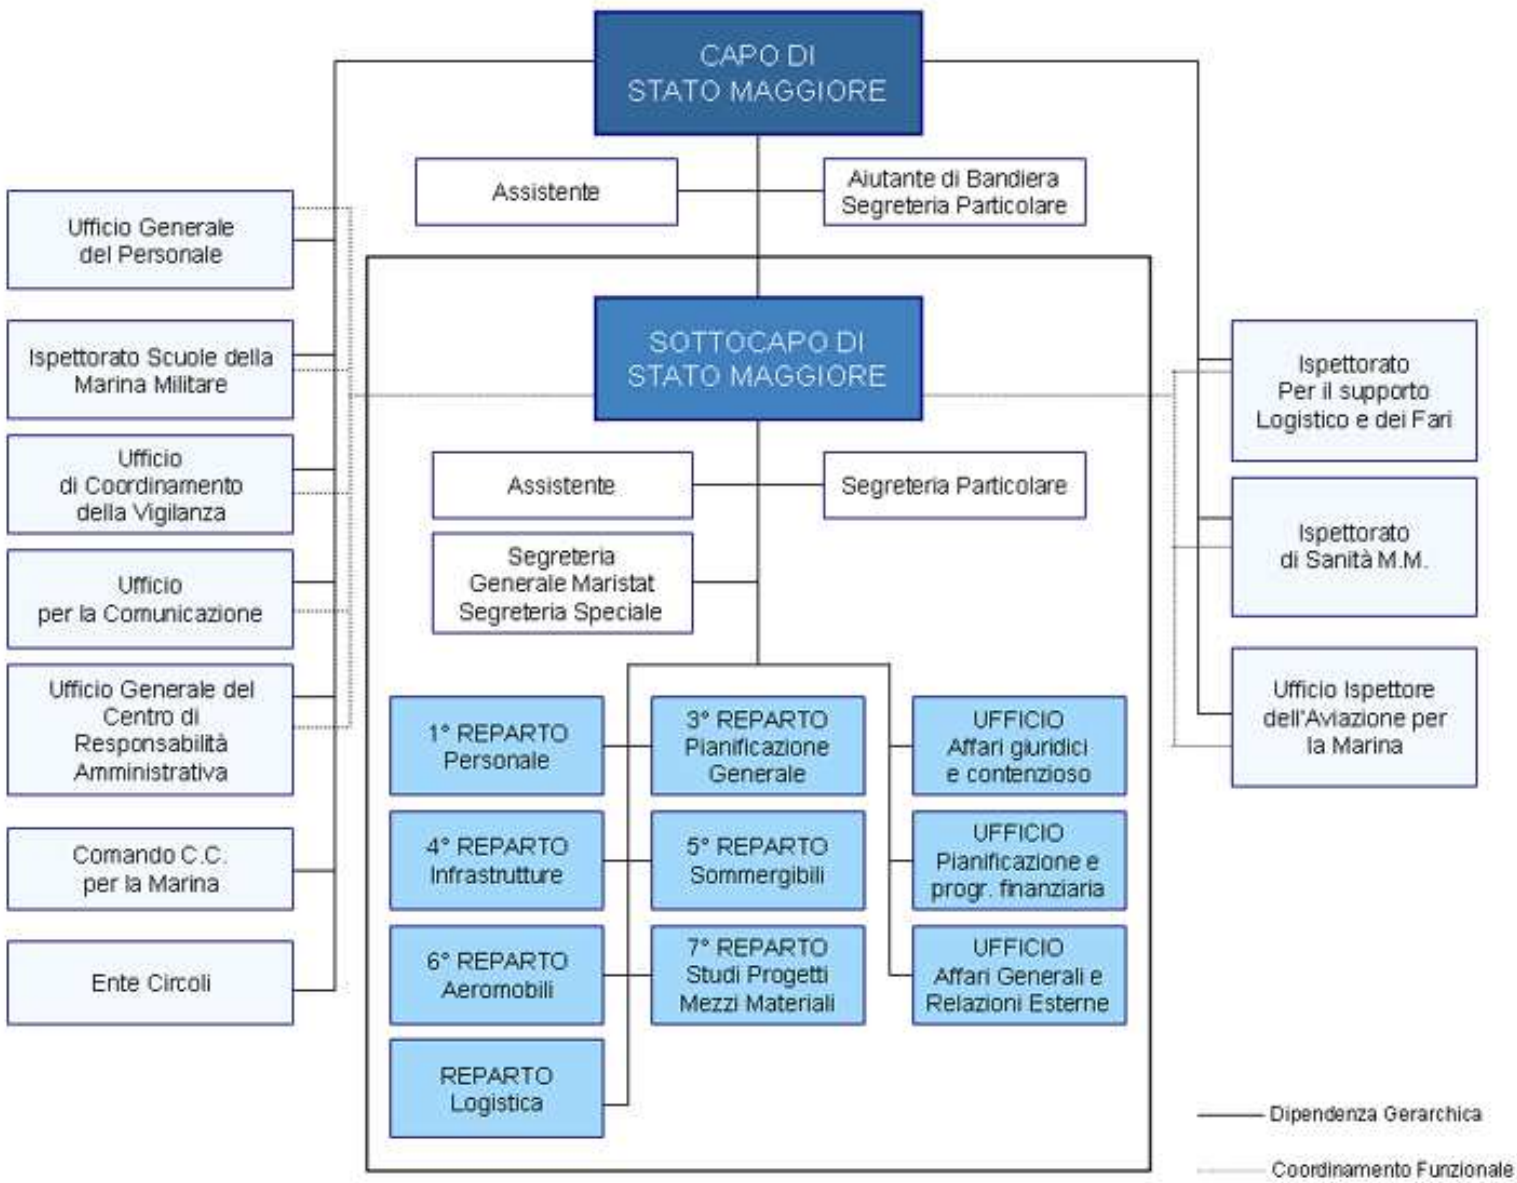 CAPO DI
STATO MAGGIORE
Assistente
Aiutante di Bandiera
Segreteria Particolare
Ufficio Generale
del Personale
Ispettorato Scuole della
Marina Militare
Ufficio
di Coordinamento
della Vigilanza
Ufficio
per la Comunicazione
Ufficio Generale del
Centro di
Responsabilità
Amministrativa
Comando C.C.
per la Marina
Ente Circoli
SOTTOCAPO DI
STATO MAGGIORE
Assistente
Segreteria Particolare
Segreteria
Generale Maristat
Segreteria Speciale
1° REPARTO
Personale
3° REPARTO
Pianificazione
Generale
UFFICIO
Affari giuridici
e contenzioso
4° REPARTO
Infrastrutture
5° REPARTO
Sommergibili
UFFICIO
Pianificazione e
progr. finanziaria
6° REPARTO
Aeromobili
7° REPARTO
Studi Progetti
Mezzi Materiali
UFFICIO
Affari Generali e
Relazioni Esterne
REPARTO
Logistica
Ispettorato
Per il supporto
Logistico e dei Fari
Ispettorato
di Sanità M.M.
Ufficio Ispettore
dell'Aviazione per
la Marina
Dipendenza Gerarchica
Coordinamento Funzionale